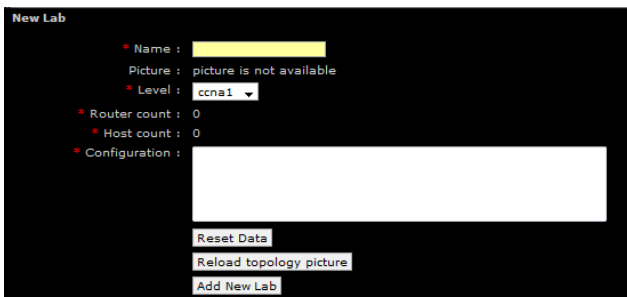 New Lab
* Name :
Picture : picture is not available
* Level : ccna1
* Router count : 0
* Host count : 0
* Configuration :
Reset Data
Reload topology picture
Add New Lab